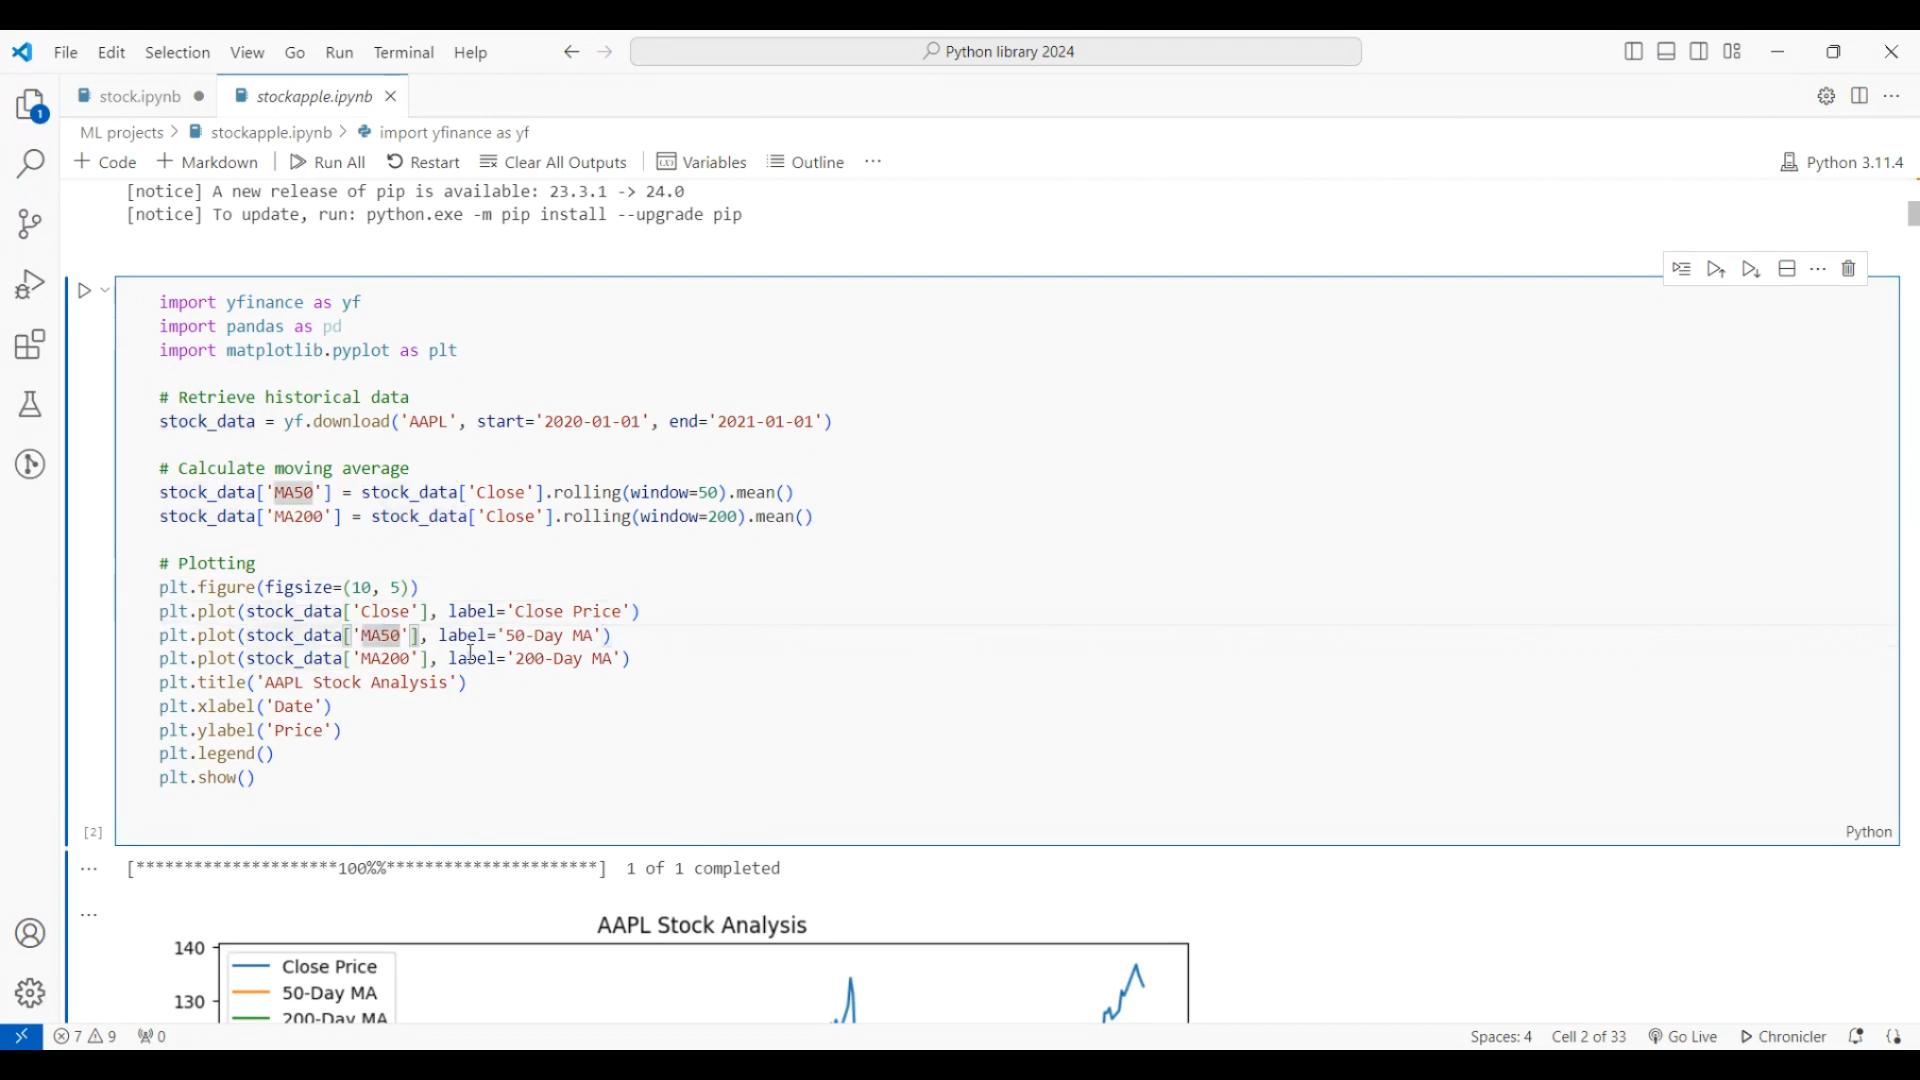 File Edit Selection View Go Run Terminal Help
Python library 2024
stock.ipynb
stockapple.ipynb
ML projects > stockapple.ipynb > import yfinance as yf
+ Code + Markdown | Run All Restart Clear All Outputs | Variables Outline ...
Python 3.11.4
[notice] A new release of pip is available: 23.3.1 -> 24.0
[notice] To update, run: python.exe -m pip install --upgrade pip
import yfinance as yf
import pandas as pd
import matplotlib.pyplot as plt
# Retrieve historical data
stock_data = yf.download('AAPL', start='2020-01-01', end='2021-01-01')
# Calculate moving average
stock_data['MA50'] = stock_data['Close'].rolling(window=50).mean()
stock_data['MA200'] = stock_data['Close'].rolling(window=200).mean()
# Plotting
plt.figure(figsize=(10, 5))
plt.plot(stock_data['Close'], label='Close Price')
plt.plot(stock_data['MA50'], label='50-Day MA')
plt.plot(stock_data['MA200'], label='200-Day MA')
plt.title('AAPL Stock Analysis')
plt.xlabel('Date')
plt.ylabel('Price')
plt.legend()
plt.show()
[2]
Python
[*********************100%%**********************] 1 of 1 completed
AAPL Stock Analysis
140
Close Price
50-Day MA
130
200-Day MA
7 9 0
Spaces: 4 Cell 2 of 33 Go Live Chronicler
1